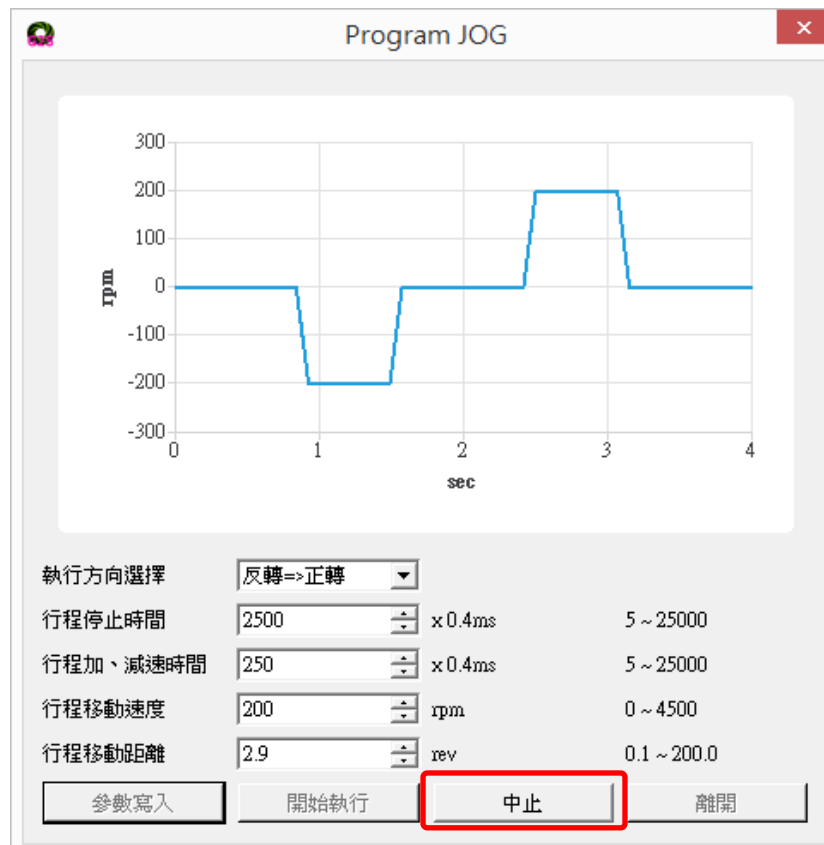 Program JOG
300
200
100
0
-100
-200
-300
rpm
0 1 2 3 4
sec
執行方向選擇 反轉=>正轉
行程停止時間 2500 x 0.4ms 5 ~ 25000
行程加、減速時間 250 x 0.4ms 5 ~ 25000
行程移動速度 200 rpm 0 ~ 4500
行程移動距離 2.9 rev 0.1 ~ 200.0
參數寫入 開始執行 中止 離開